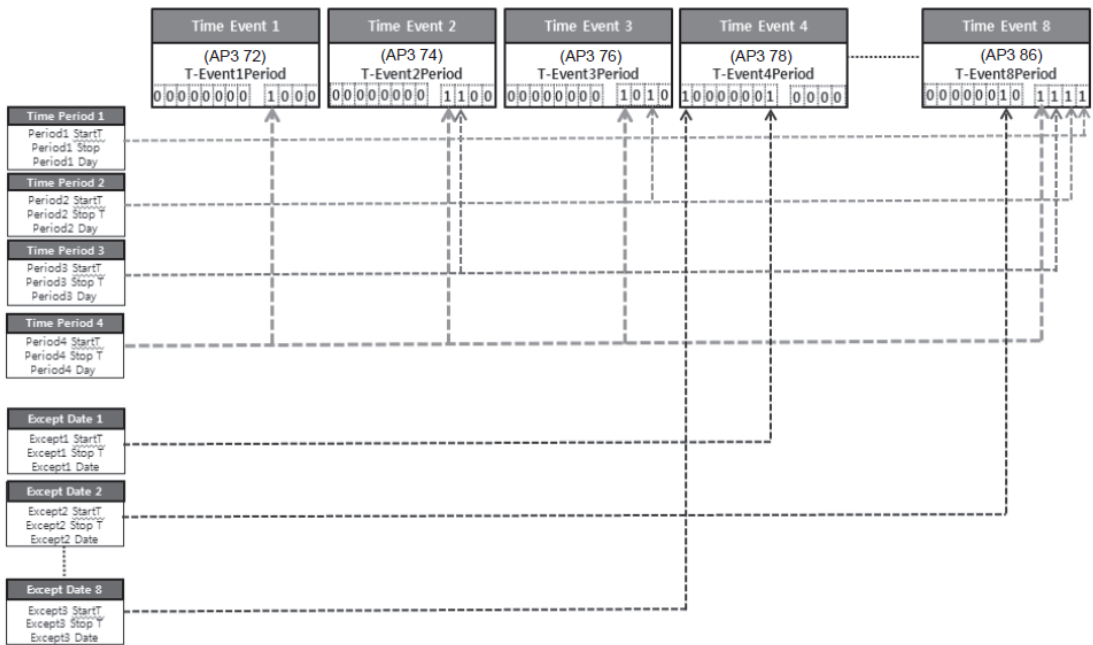 Time Event 1
(AP3 72)
T-Event1Period
00000000 1000
Time Event 2
(AP3 74)
T-Event2Period
00000000 1100
Time Event 3
(AP3 76)
T-Event3Period
00000000 1010
Time Event 4
(AP3 78)
T-Event4Period
10000001 0000
Time Event 8
(AP3 86)
T-Event8Period
00000010 1111
Time Period 1
Period1 StartT
Period1 Stop
Period1 Day
Time Period 2
Period2 StartT
Period2 Stop T
Period2 Day
Time Period 3
Period3 StartT
Period3 Stop T
Period3 Day
Time Period 4
Period4 StartT
Period4 Stop T
Period4 Day
Except Date 1
Except1 StartT
Except1 Stop T
Except1 Date
Except Date 2
Except2 StartT
Except2 Stop T
Except2 Date
Except Date 8
Except3 StartT
Except3 Stop T
Except3 Date